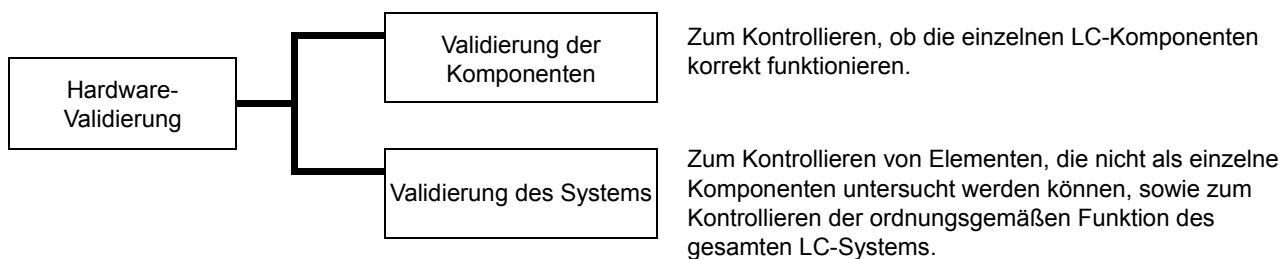 Hardware-
Validierung
Validierung der
Komponenten
Zum Kontrollieren, ob die einzelnen LC-Komponenten
korrekt funktionieren.
Validierung des Systems
Zum Kontrollieren von Elementen, die nicht als einzelne
Komponenten untersucht werden können, sowie zum
Kontrollieren der ordnungsgemäßen Funktion des
gesamten LC-Systems.